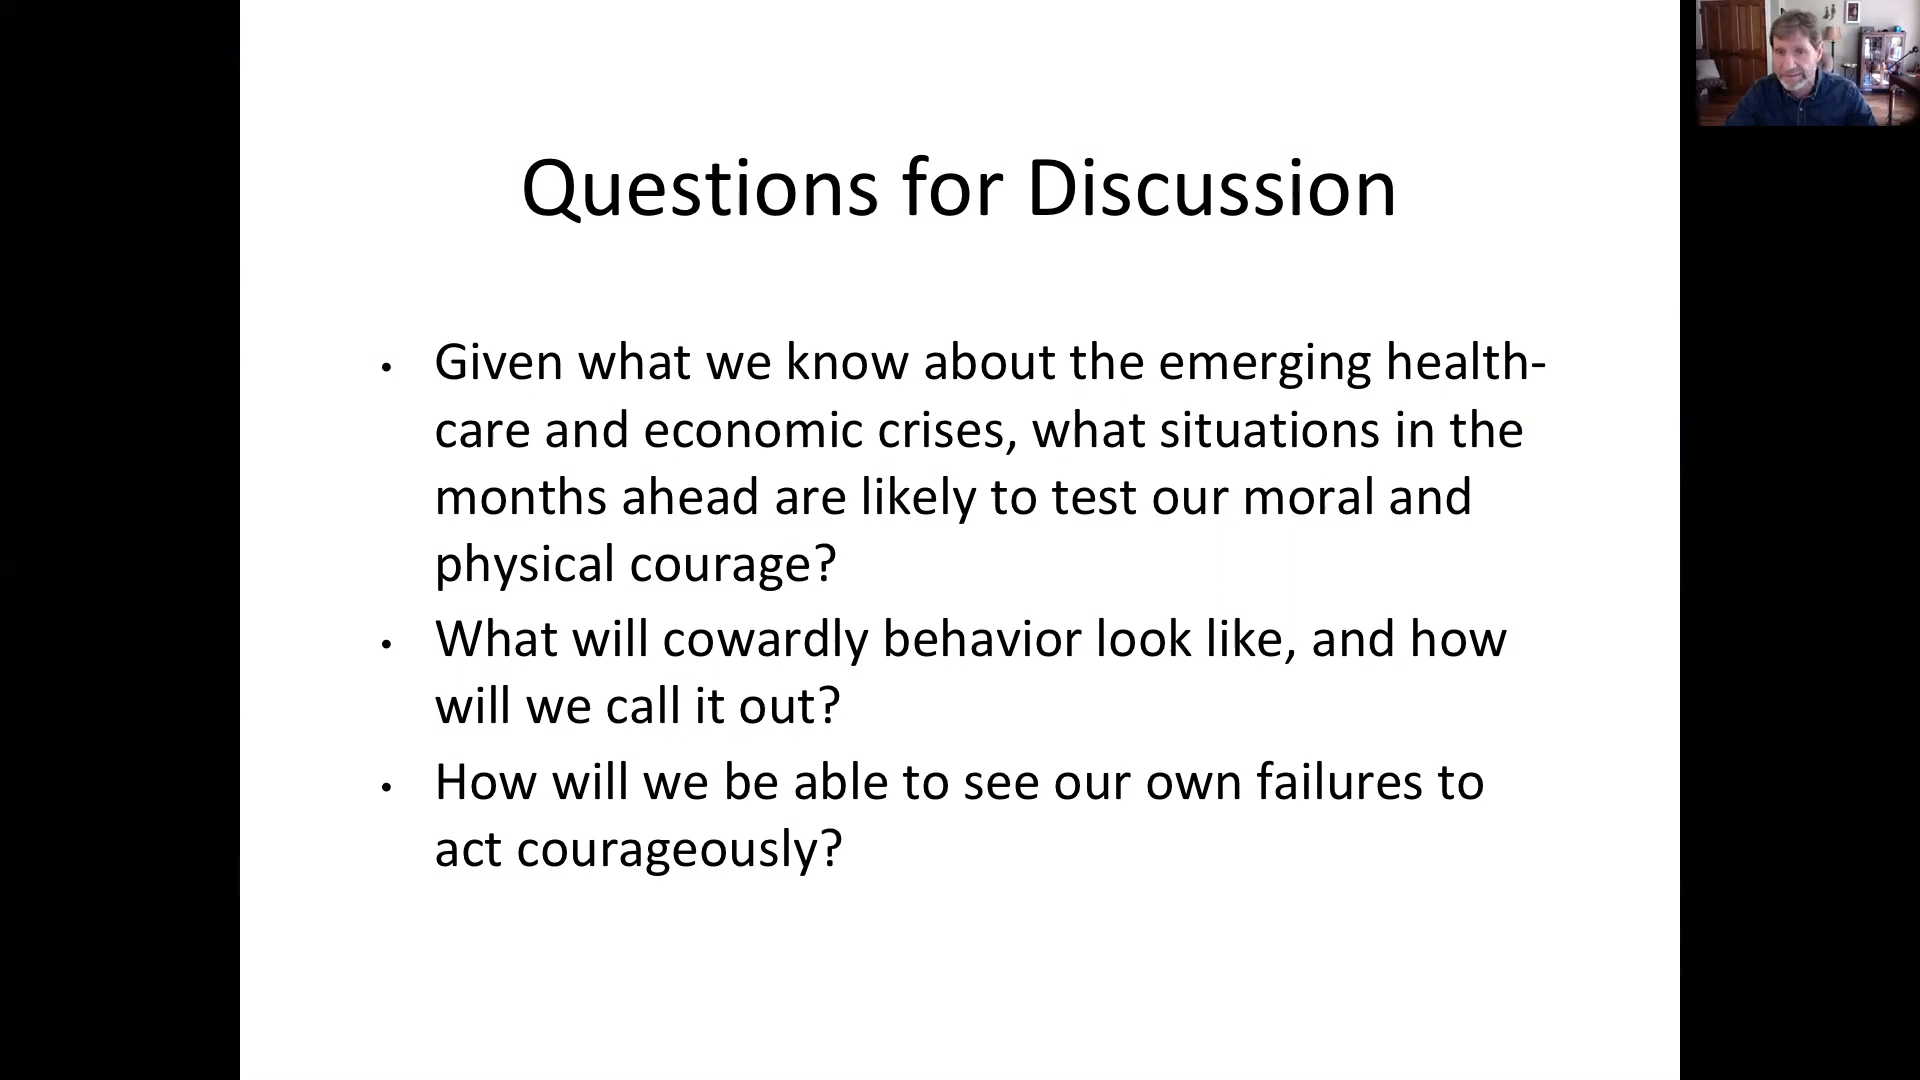 Questions for Discussion
• Given what we know about the emerging health-
care and economic crises, what situations in the
months ahead are likely to test our moral and
physical courage?
• What will cowardly behavior look like, and how
will we call it out?
• How will we be able to see our own failures to
act courageously?